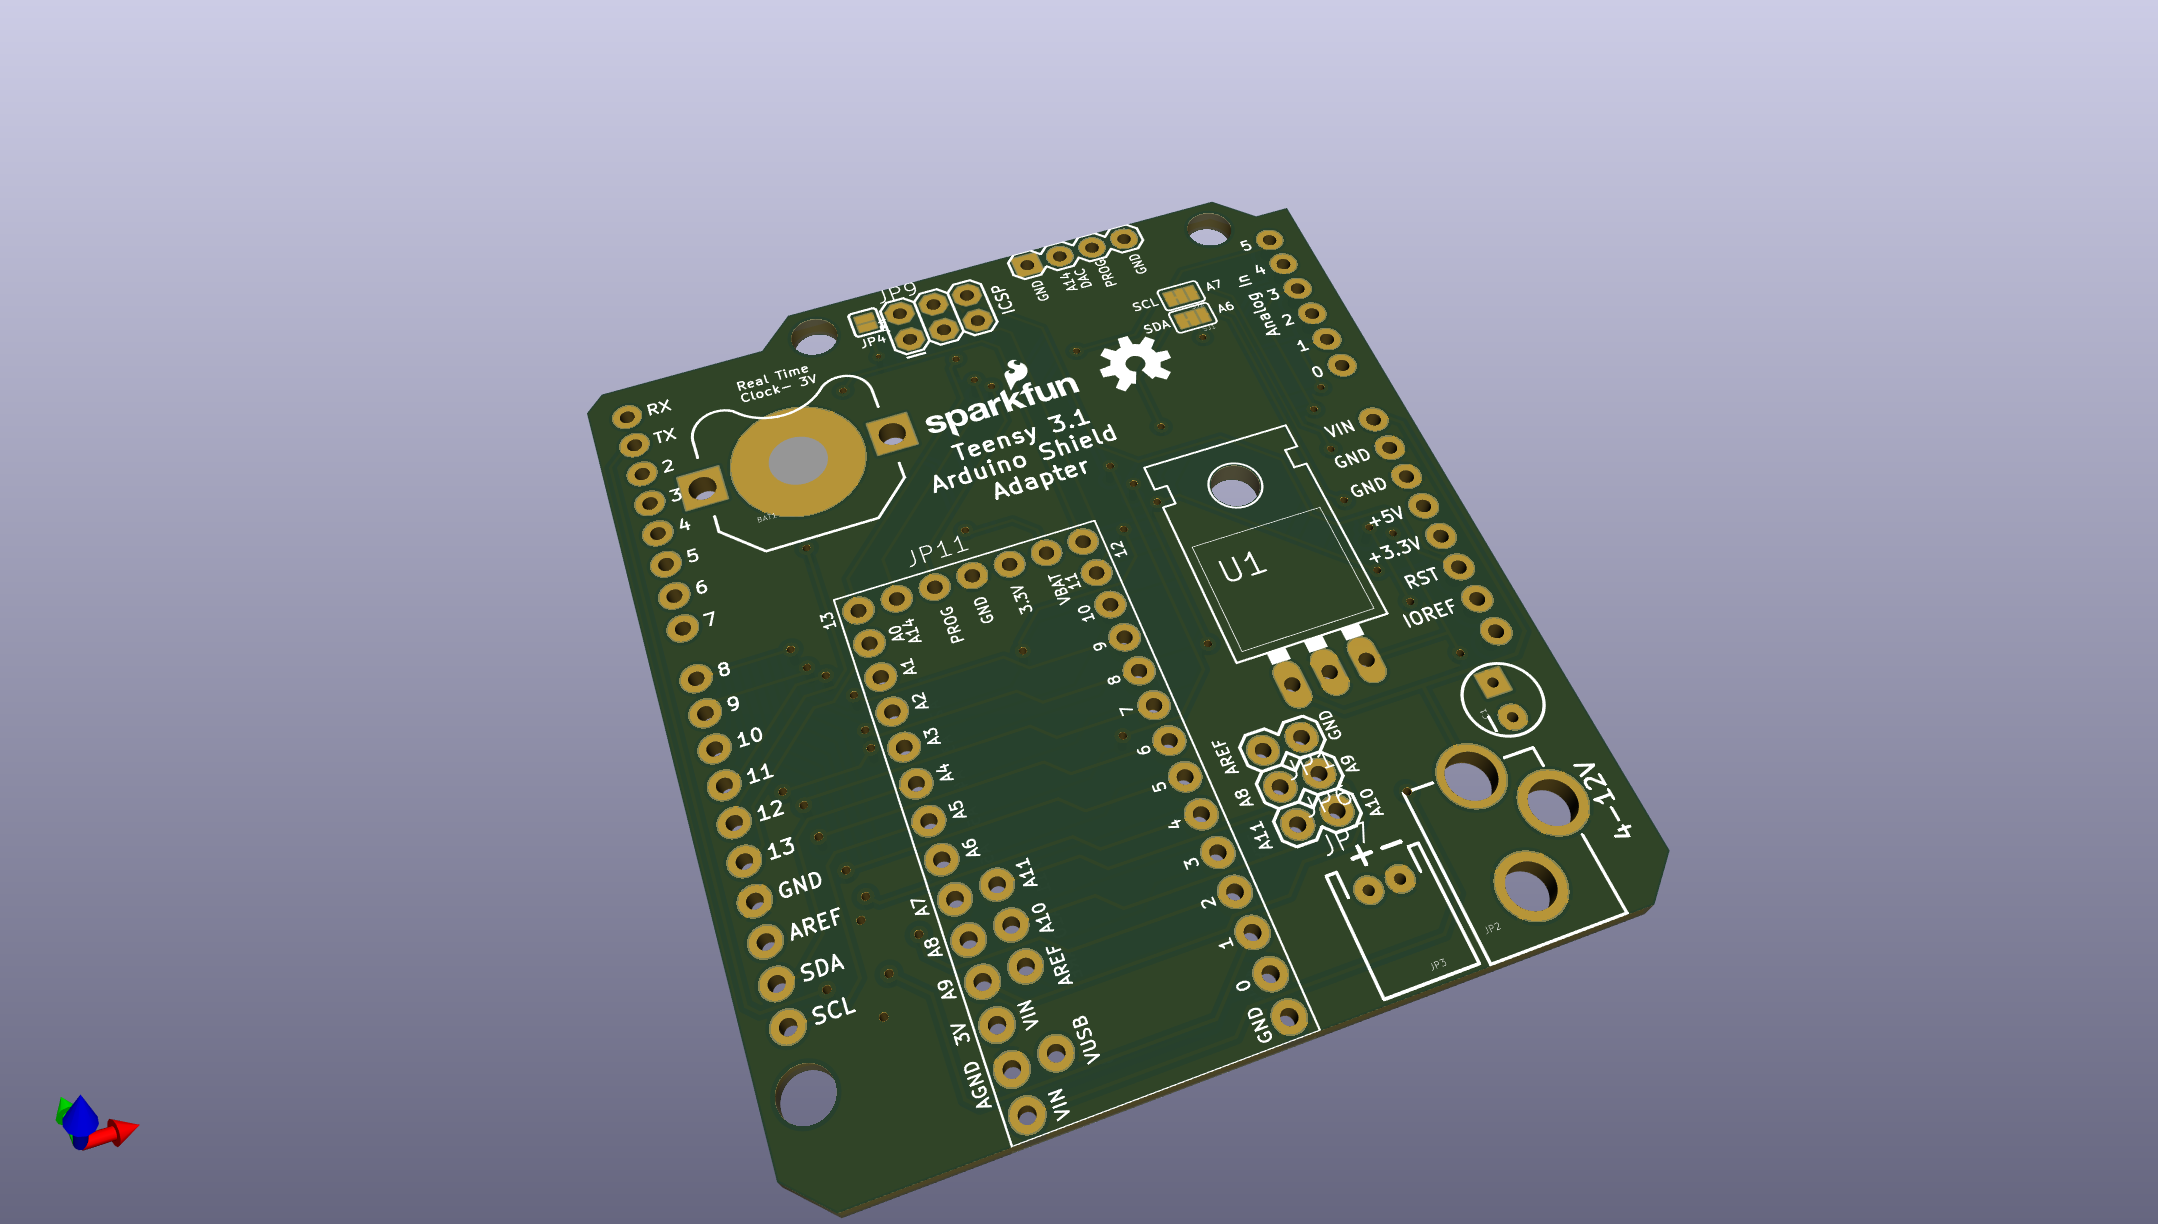 GND
A14
DAC
PROG
GND
JP9
ICSP
JP4
SCL
A7
SDA
A6
Analog In
5
4
3
2
1
0
Real Time
Clock- 3V
sparkfun
Teensy 3.1
Arduino Shield
Adapter
RX
TX
2
3
4
5
6
7
8
9
10
11
12
13
GND
AREF
SDA
SCL
VIN
GND
GND
+5V
+3.3V
RST
IOREF
U1
JP11
13
A0
A14
PROG
GND
3.3V
VBAT
12
11
10
9
8
7
6
5
4
3
2
1
0
GND
A1
A2
A3
A4
A5
A6
A7
A11
A8
A10
A9
AREF
3V
VIN
AGND
VUSB
VIN
AREF
GND
A8
A9
A11
A10
JP6
+ -
4-12V
JP2
JP3